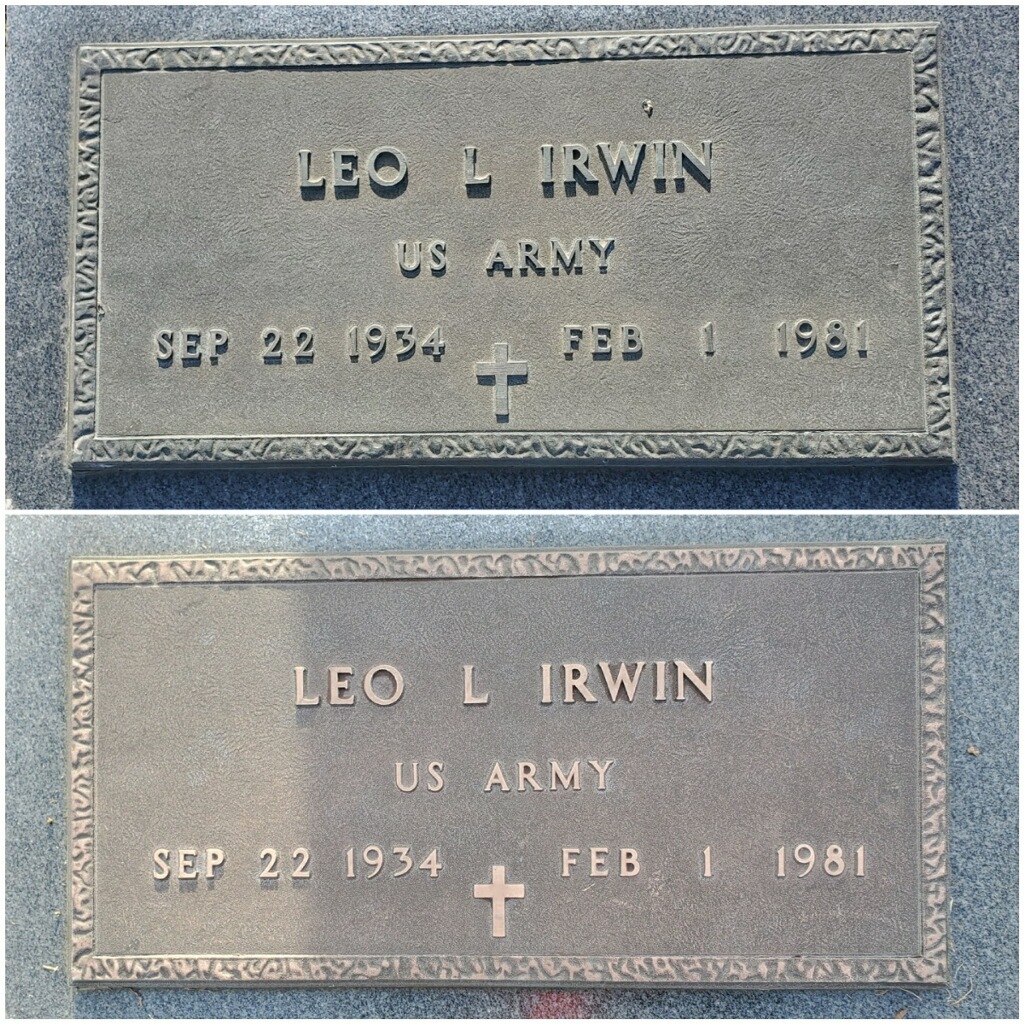 LEO L IRWIN
US ARMY
SEP 22 1934 FEB 1 1981
LEO L IRWIN
US ARMY
SEP 22 1934 FEB 1 1981